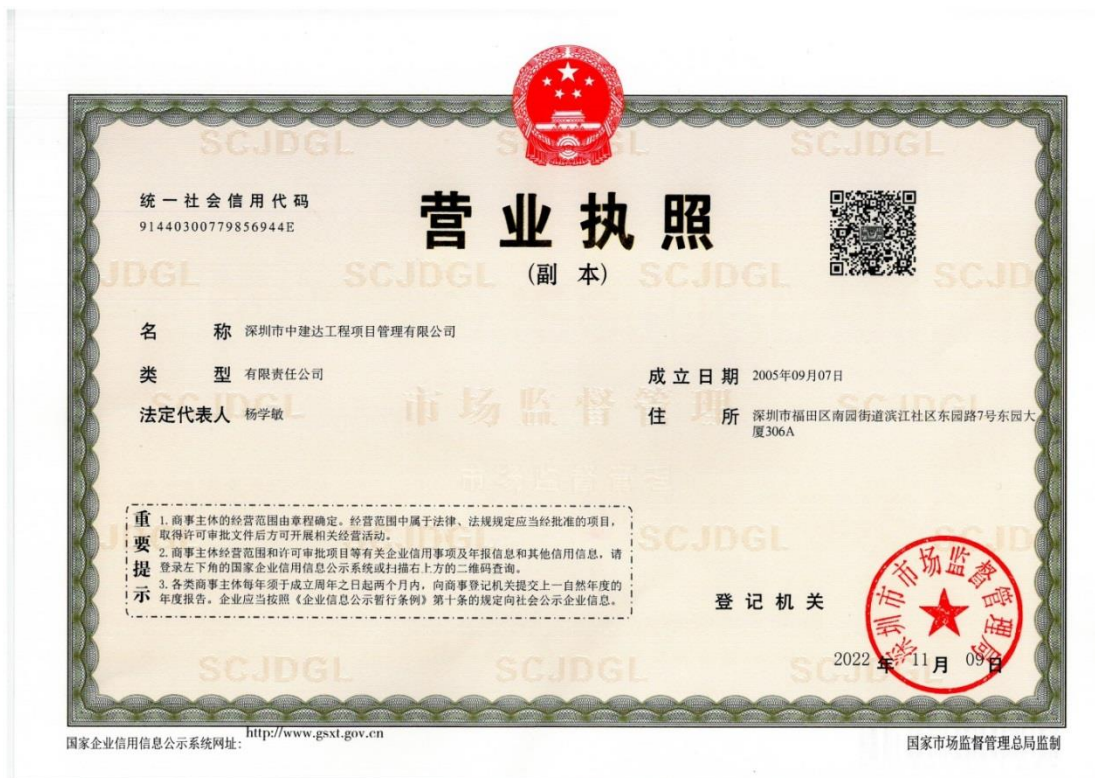 统一社会信用代码
91440300779856944E
营业执照
(副 本)
名 称 深圳市中建达工程项目管理有限公司
类 型 有限责任公司
成立日期 2005年09月07日
法定代表人 杨学敏
住 所 深圳市福田区南园街道滨江社区东园路7号东园大
厦306A
重要提示
1. 商事主体的经营范围由章程确定。经营范围中属于法律、法规规定应当经批准的项目，
取得许可审批文件后方可开展相关经营活动。
2. 商事主体经营范围和许可审批项目等有关企业信用事项及年报信息和其他信用信息，请
登录左下角的国家企业信用信息公示系统或扫描右上方的二维码查询。
3. 各类商事主体每年须于成立周年之日起两个月内，向商事登记机关提交上一自然年度的
年度报告。企业应当按照《企业信息公示暂行条例》第十条的规定向社会公示企业信息。
登记机关
深圳市市场监督管理局
2022 年 11 月 09 日
国家企业信用信息公示系统网址：http://www.gsxt.gov.cn
国家市场监督管理总局监制
SCJDGL
市场监督管理